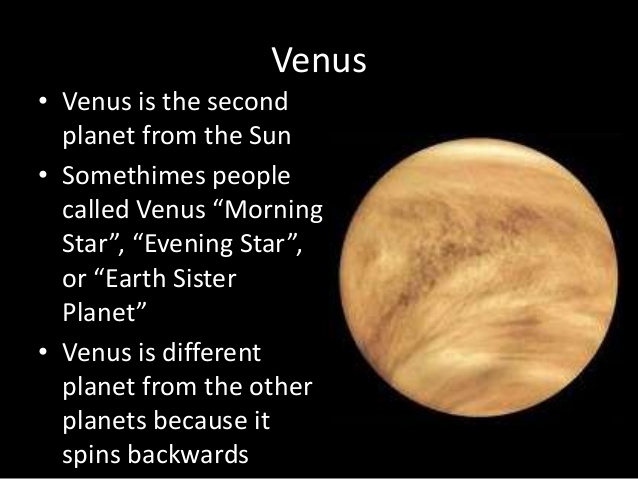 Venus
• Venus is the second
planet from the Sun
• Somethimes people
called Venus “Morning
Star”, “Evening Star”,
or “Earth Sister
Planet”
• Venus is different
planet from the other
planets because it
spins backwards